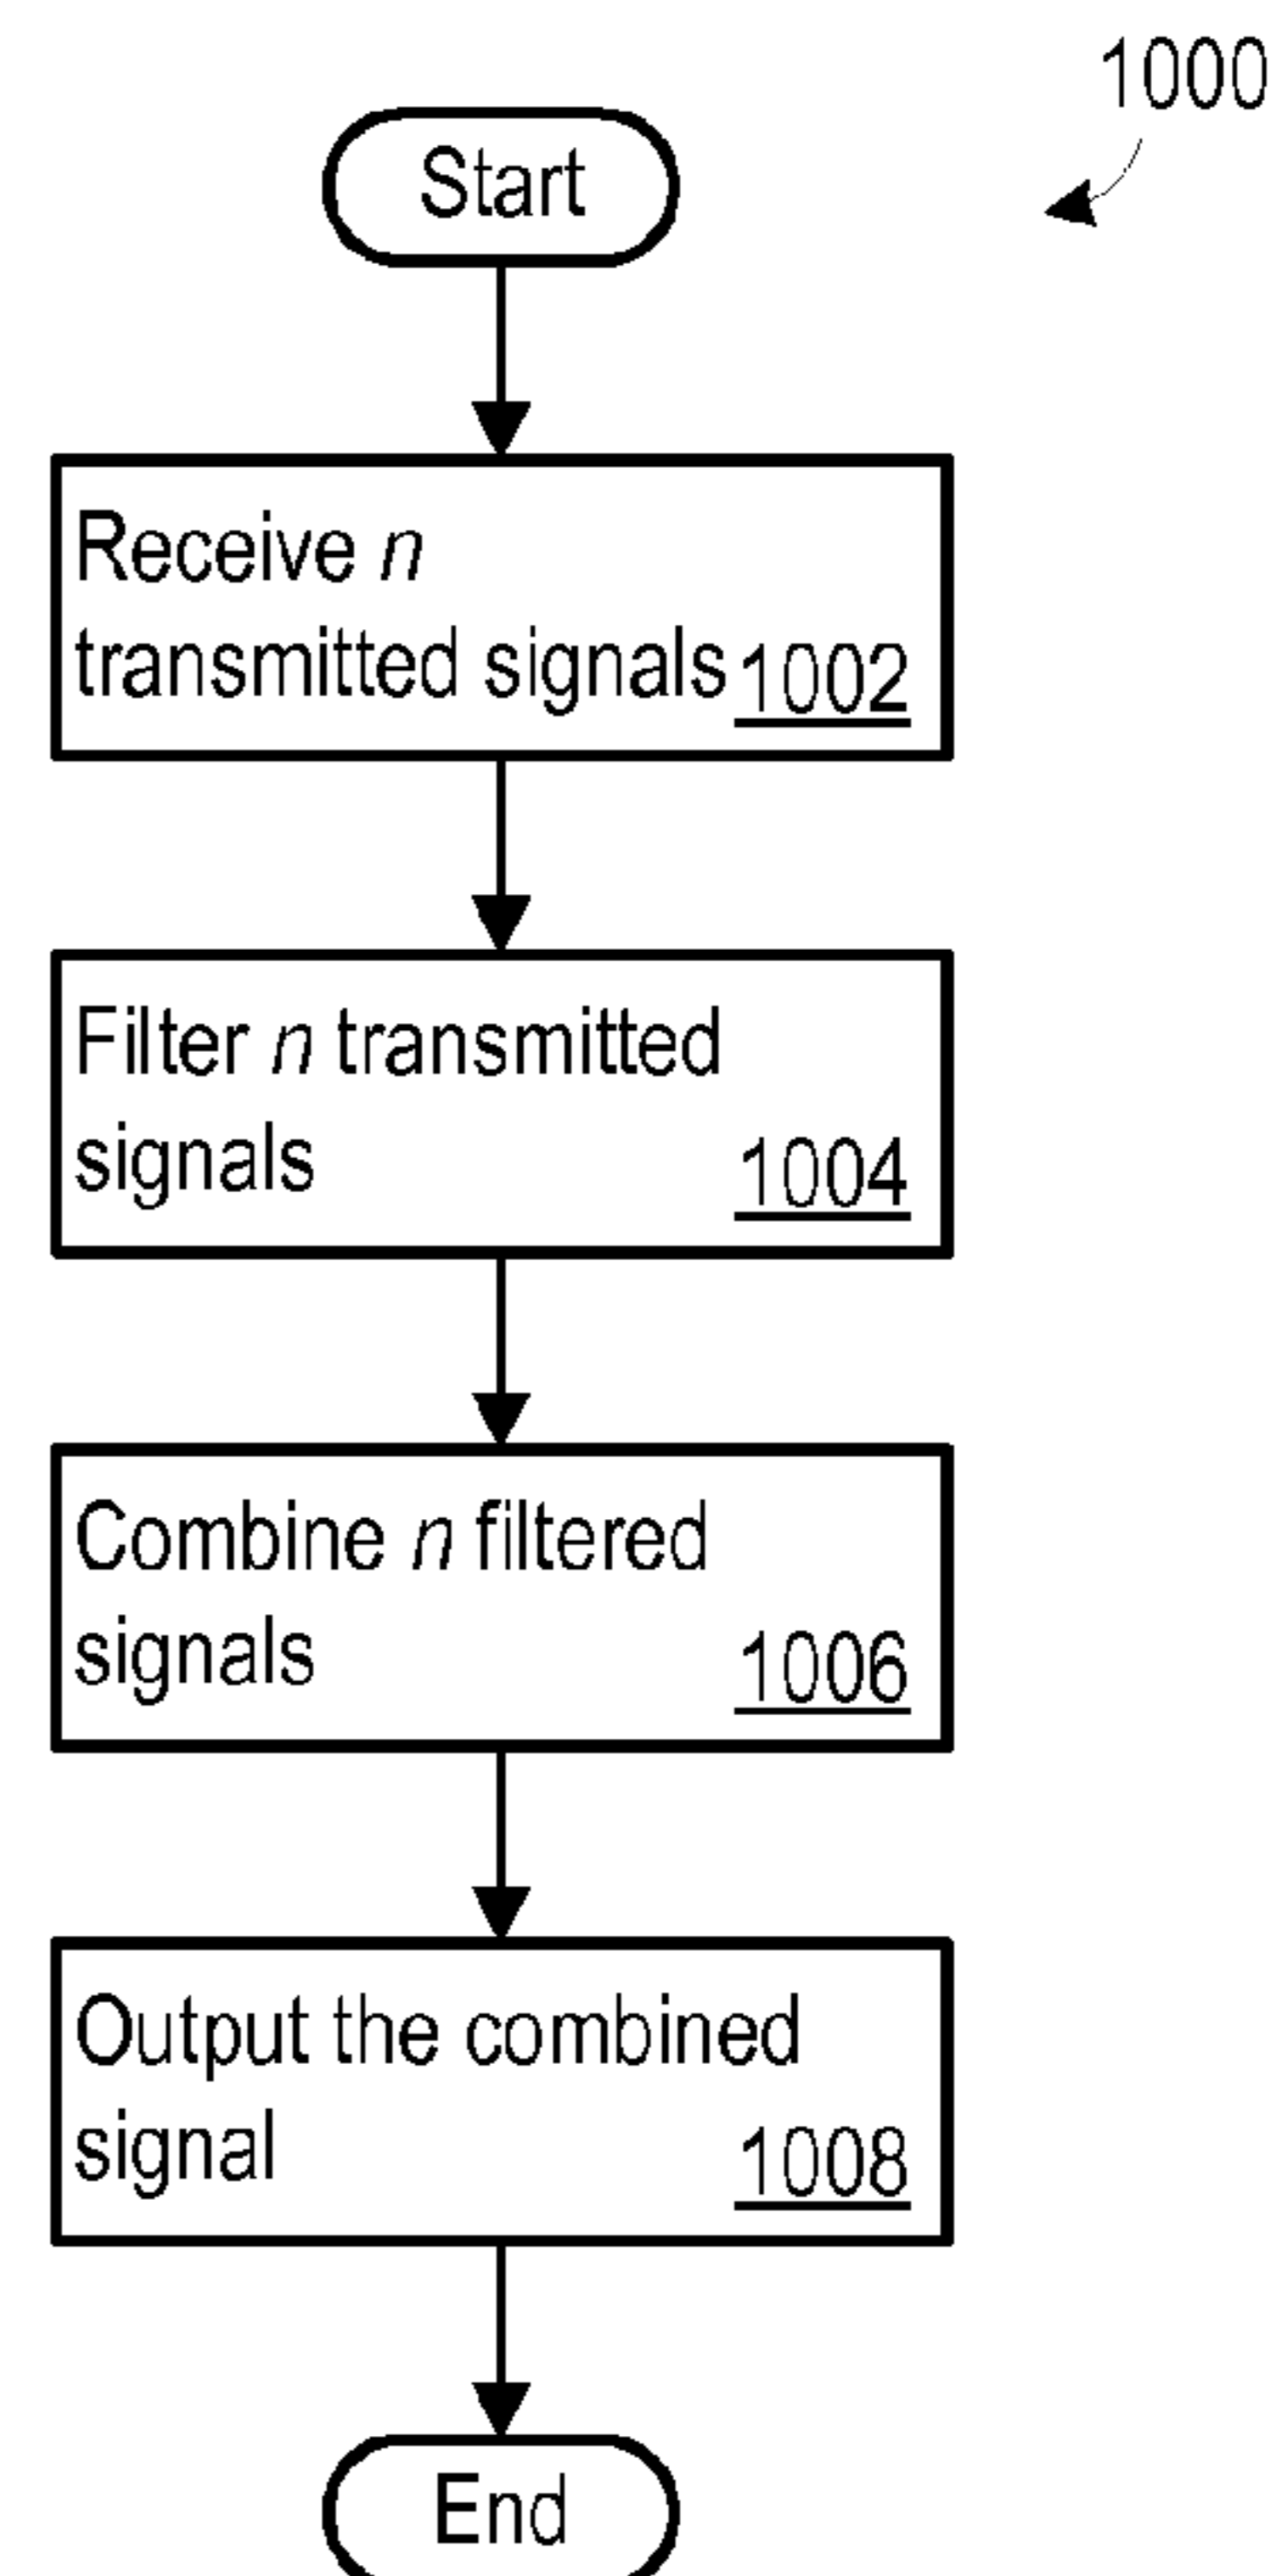 1000
Start
Receive n
transmitted signals 1002
Filter n transmitted
signals 1004
Combine n filtered
signals 1006
Output the combined
signal 1008
End